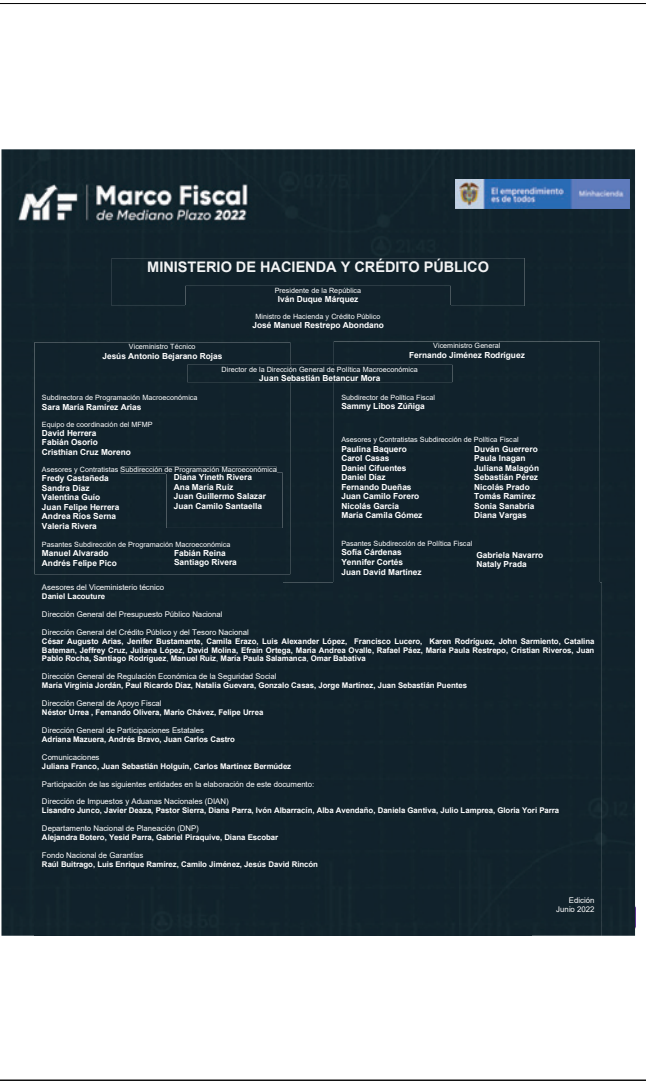 MF
Marco Fiscal
de Mediano Plazo 2022
El emprendimiento
es de todos
Minhacienda
MINISTERIO DE HACIENDA Y CRÉDITO PÚBLICO
Presidente de la República
Iván Duque Márquez
Ministro de Hacienda y Crédito Público
José Manuel Restrepo Abondano
Viceministro Técnico
Jesús Antonio Bejarano Rojas
Viceministro General
Fernando Jiménez Rodríguez
Director de la Dirección General de Política Macroeconómica
Juan Sebastián Betancur Mora
Subdirectora de Programación Macroeconómica
Sara María Ramírez Arias
Equipo de coordinación del MFMP
David Herrera
Fabián Osorio
Cristhian Cruz Moreno
Asesores y Contratistas Subdirección de Programación Macroeconómica
Fredy Castañeda
Sandra Díaz
Valentina Guio
Juan Felipe Herrera
Andrea Ríos Serna
Valeria Rivera
Diana Yineth Rivera
Ana María Ruiz
Juan Guillermo Salazar
Juan Camilo Santaella
Pasantes Subdirección de Programación Macroeconómica
Manuel Alvarado
Andrés Felipe Pico
Fabián Reina
Santiago Rivera
Subdirector de Política Fiscal
Sammy Libos Zúñiga
Asesores y Contratistas Subdirección de Política Fiscal
Paulina Baquero
Carol Casas
Daniel Cifuentes
Daniel Díaz
Fernando Dueñas
Juan Camilo Forero
Nicolás García
María Camila Gómez
Duván Guerrero
Paula Inagan
Juliana Malagón
Sebastián Pérez
Nicolás Prado
Tomás Ramírez
Sonia Sanabria
Diana Vargas
Pasantes Subdirección de Política Fiscal
Sofía Cárdenas
Yennifer Cortés
Juan David Martínez
Gabriela Navarro
Nataly Prada
Asesores del Viceministerio técnico
Daniel Lacouture
Dirección General del Presupuesto Público Nacional
Dirección General del Crédito Público y del Tesoro Nacional
César Augusto Arias, Jenifer Bustamante, Camila Erazo, Luis Alexander López, Francisco Lucero, Karen Rodríguez, John Sarmiento, Catalina
Bateman, Jeffrey Cruz, Juliana López, David Molina, Efraín Ortega, María Andrea Ovalle, Rafael Páez, María Paula Restrepo, Cristian Riveros, Juan
Pablo Rocha, Santiago Rodríguez, Manuel Ruiz, María Paula Salamanca, Omar Babativa
Dirección General de Regulación Económica de la Seguridad Social
María Virginia Jordán, Paul Ricardo Díaz, Natalia Guevara, Gonzalo Casas, Jorge Martínez, Juan Sebastián Puentes
Dirección General de Apoyo Fiscal
Néstor Urrea , Fernando Olivera, Mario Chávez, Felipe Urrea
Dirección General de Participaciones Estatales
Adriana Mazuera, Andrés Bravo, Juan Carlos Castro
Comunicaciones
Juliana Franco, Juan Sebastián Holguín, Carlos Martínez Bermúdez
Participación de las siguientes entidades en la elaboración de este documento:
Dirección de Impuestos y Aduanas Nacionales (DIAN)
Lisandro Junco, Javier Deaza, Pastor Sierra, Diana Parra, Ivón Albarracín, Alba Avendaño, Daniela Gantiva, Julio Lamprea, Gloria Yori Parra
Departamento Nacional de Planeación (DNP)
Alejandra Botero, Yesid Parra, Gabriel Piraquive, Diana Escobar
Fondo Nacional de Garantías
Raúl Buitrago, Luis Enrique Ramírez, Camilo Jiménez, Jesús David Rincón
Edición
Junio 2022